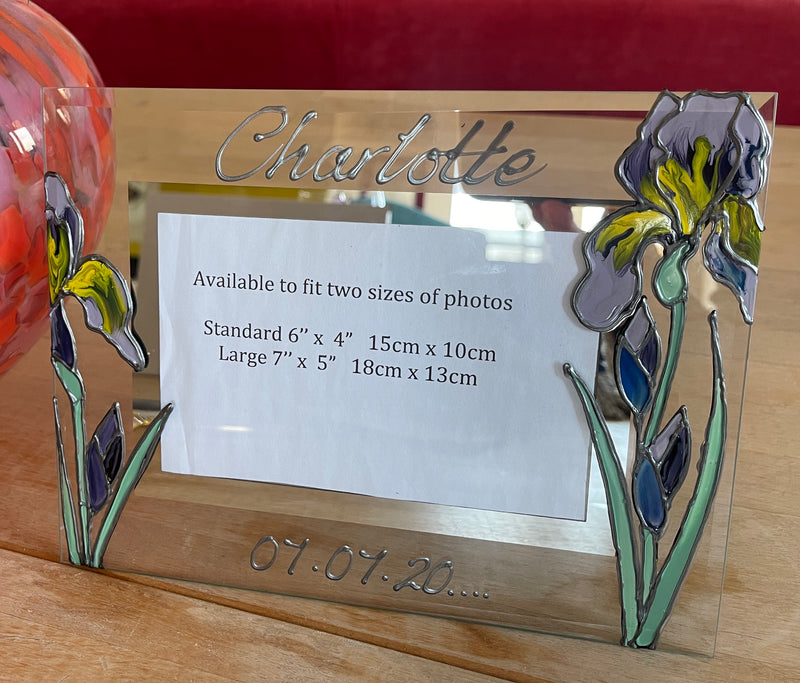 Charlotte
Available to fit two sizes of photos
Standard 6’’ x 4” 15cm x 10cm
Large 7’’ x 5” 18cm x 13cm
07.07.20....